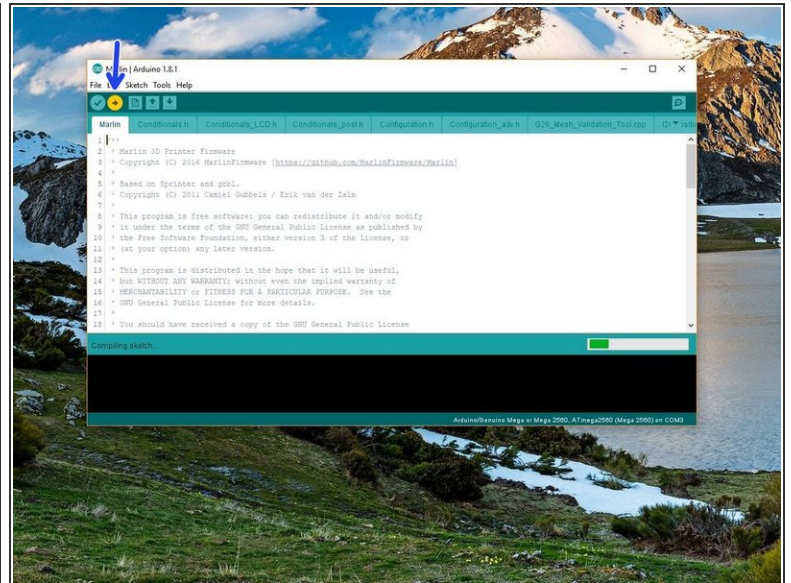 Marlin | Arduino 1.8.1
File Sketch Tools Help
Marlin Conditionals.h Conditionals_LCD.h Conditionals_post.h Configuration.h Configuration_adv.h G26_Mesh_Validation_Tool.cpp
1 /**
2 * Marlin 3D Printer Firmware
3 * Copyright (C) 2016 MarlinFirmware [https://github.com/MarlinFirmware/Marlin]
4 *
5 * Based on Sprinter and grbl.
6 * Copyright (C) 2011 Camiel Gubbels / Erik van der Zalm
7 *
8 * This program is free software: you can redistribute it and/or modify
9 * it under the terms of the GNU General Public License as published by
10 * the Free Software Foundation, either version 3 of the License, or
11 * (at your option) any later version.
12 *
13 * This program is distributed in the hope that it will be useful,
14 * but WITHOUT ANY WARRANTY; without even the implied warranty of
15 * MERCHANTABILITY or FITNESS FOR A PARTICULAR PURPOSE. See the
16 * GNU General Public License for more details.
17 *
18 * You should have received a copy of the GNU General Public License
Compiling sketch...
Arduino/Genuino Mega or Mega 2560, ATmega2560 (Mega 2560) on COM3